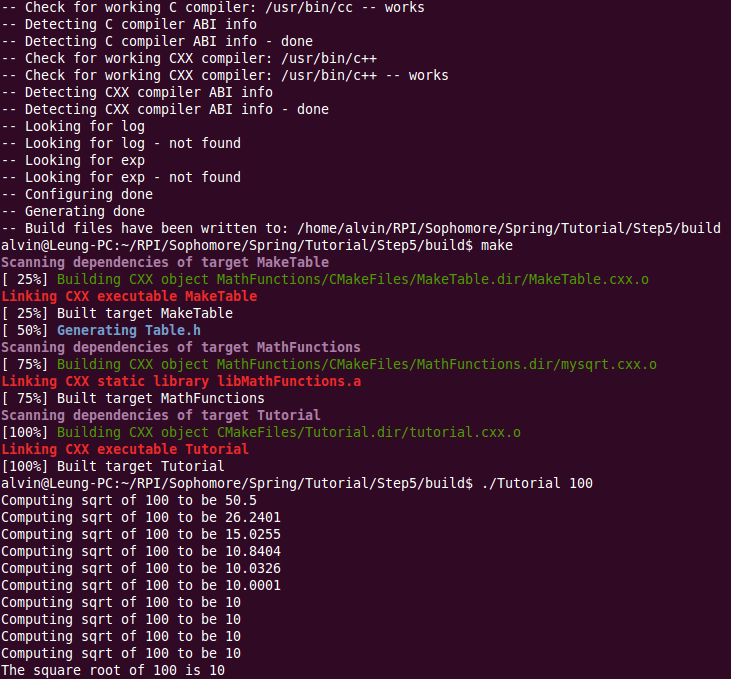 -- Check for working C compiler: /usr/bin/cc -- works
-- Detecting C compiler ABI info
-- Detecting C compiler ABI info - done
-- Check for working CXX compiler: /usr/bin/c++
-- Check for working CXX compiler: /usr/bin/c++ -- works
-- Detecting CXX compiler ABI info
-- Detecting CXX compiler ABI info - done
-- Looking for log
-- Looking for log - not found
-- Looking for exp
-- Looking for exp - not found
-- Configuring done
-- Generating done
-- Build files have been written to: /home/alvin/RPI/Sophomore/Spring/Tutorial/Step5/build
alvin@Leung-PC:~/RPI/Sophomore/Spring/Tutorial/Step5/build$ make
Scanning dependencies of target MakeTable
[ 25%] Building CXX object MathFunctions/CMakeFiles/MakeTable.dir/MakeTable.cxx.o
Linking CXX executable MakeTable
[ 25%] Built target MakeTable
[ 50%] Generating Table.h
Scanning dependencies of target MathFunctions
[ 75%] Building CXX object MathFunctions/CMakeFiles/MathFunctions.dir/mysqrt.cxx.o
Linking CXX static library libMathFunctions.a
[ 75%] Built target MathFunctions
Scanning dependencies of target Tutorial
[100%] Building CXX object CMakeFiles/Tutorial.dir/tutorial.cxx.o
Linking CXX executable Tutorial
[100%] Built target Tutorial
alvin@Leung-PC:~/RPI/Sophomore/Spring/Tutorial/Step5/build$ ./Tutorial 100
Computing sqrt of 100 to be 50.5
Computing sqrt of 100 to be 26.2401
Computing sqrt of 100 to be 15.0255
Computing sqrt of 100 to be 10.8404
Computing sqrt of 100 to be 10.0326
Computing sqrt of 100 to be 10.0001
Computing sqrt of 100 to be 10
Computing sqrt of 100 to be 10
Computing sqrt of 100 to be 10
Computing sqrt of 100 to be 10
The square root of 100 is 10